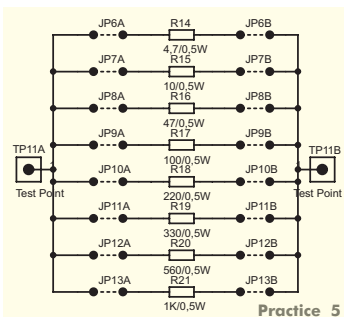 JP6A R14 JP6B
4,7/0,5W
JP7A R15 JP7B
10/0,5W
JP8A R16 JP8B
47/0,5W
JP9A R17 JP9B
100/0,5W
TP11A TP11B
1 1
JP10A R18 JP10B
Test Point Test Point
220/0,5W
JP11A R19 JP11B
330/0,5W
JP12A R20 JP12B
560/0,5W
JP13A R21 JP13B
1K/0,5W
Practice 5